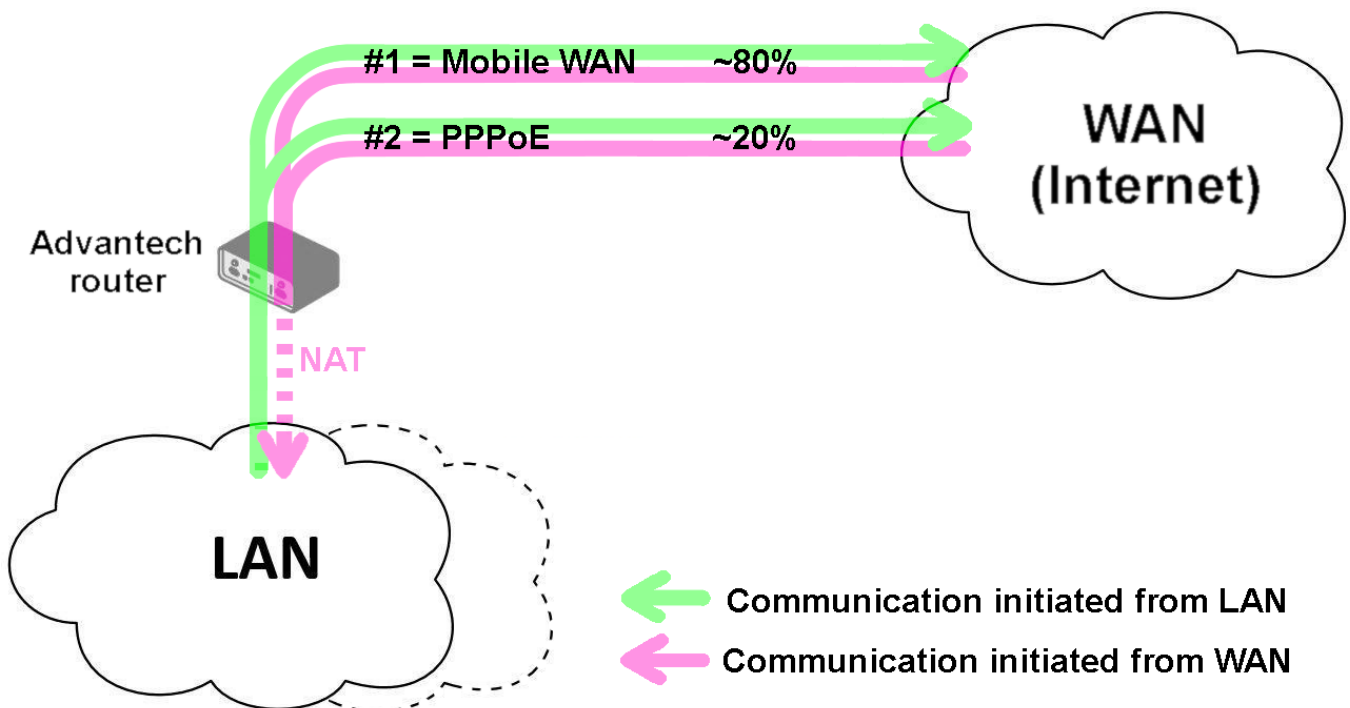 #1 = Mobile WAN ~80%
#2 = PPPoE ~20%
WAN
(Internet)
Advantech
router
NAT
LAN
Communication initiated from LAN
Communication initiated from WAN